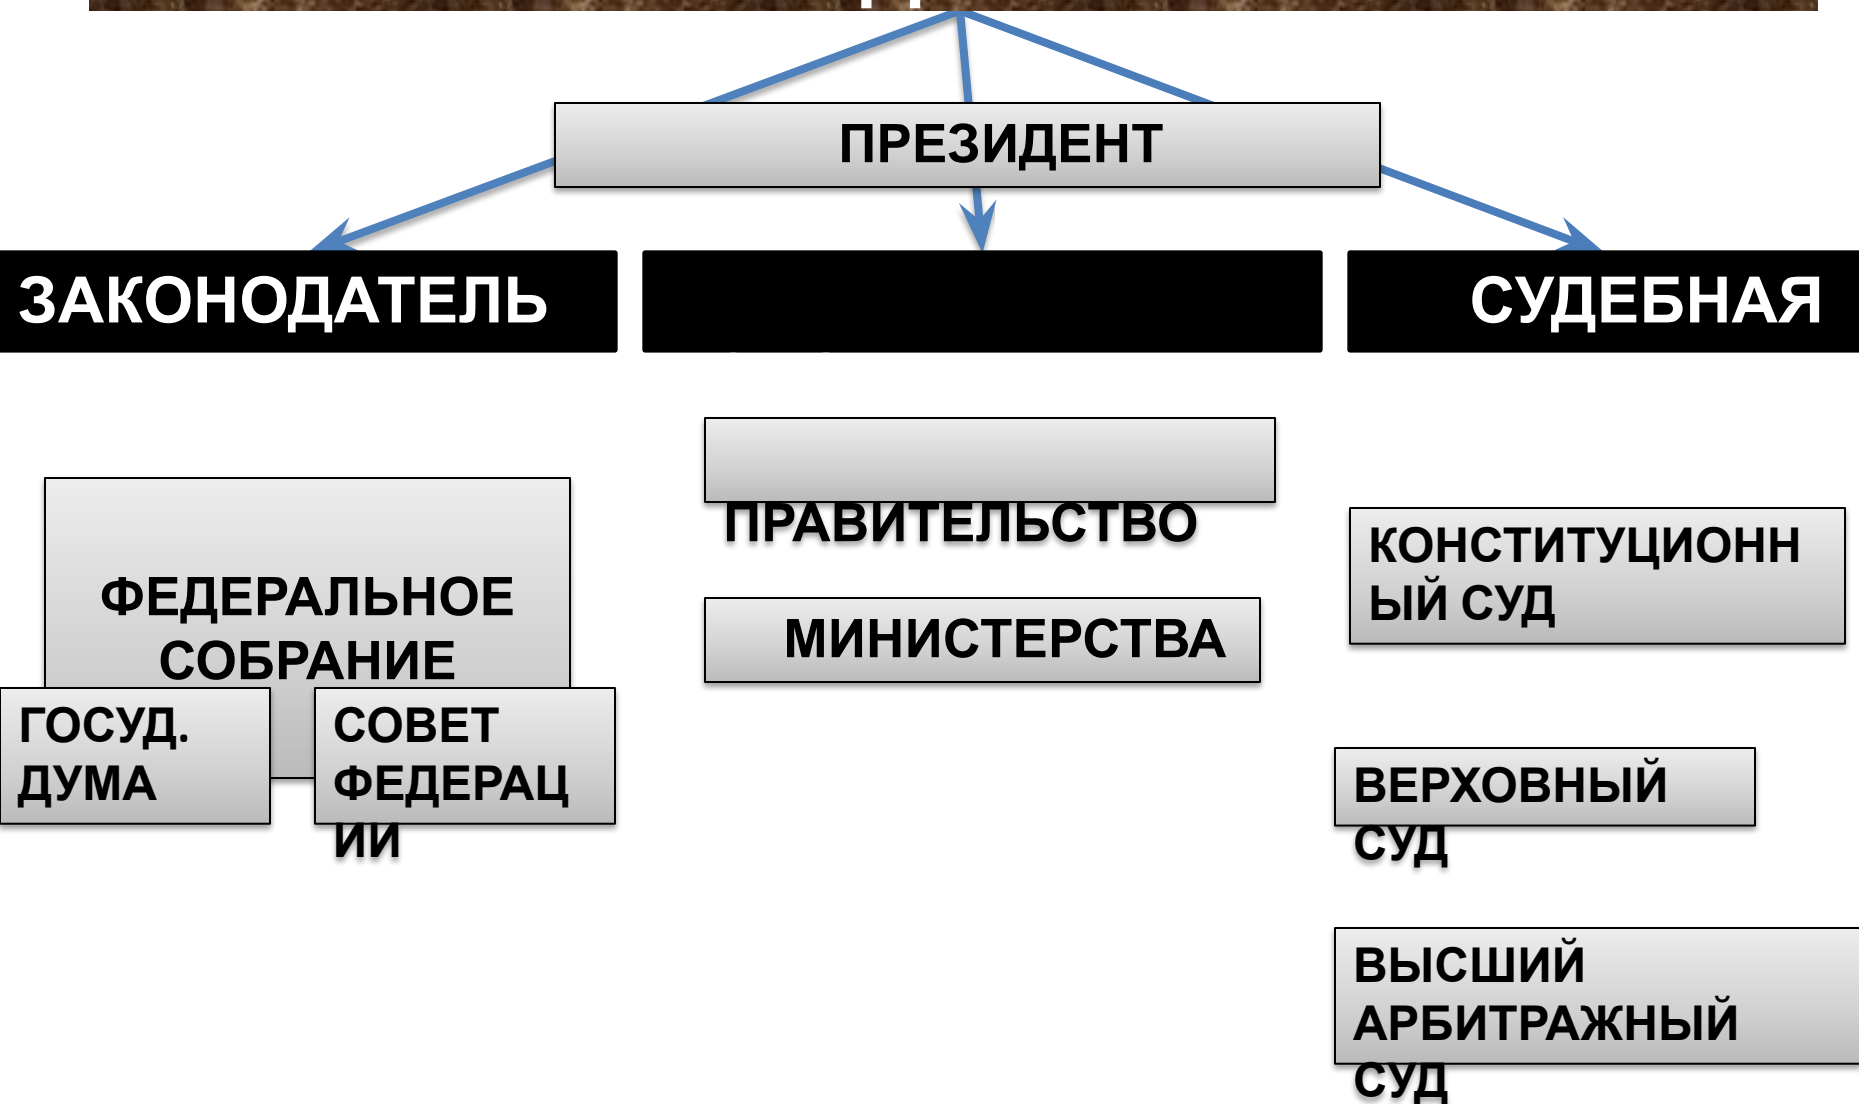 ПРЕЗИДЕНТ
ЗАКОНОДАТЕЛЬ
СУДЕБНАЯ
ПРАВИТЕЛЬСТВО
МИНИСТЕРСТВА
ФЕДЕРАЛЬНОЕ
СОБРАНИЕ
ГОСУД.
ДУМА
СОВЕТ
ФЕДЕРАЦ
ИИ
КОНСТИТУЦИОНН
ЫЙ СУД
ВЕРХОВНЫЙ
СУД
ВЫСШИЙ
АРБИТРАЖНЫЙ
СУД